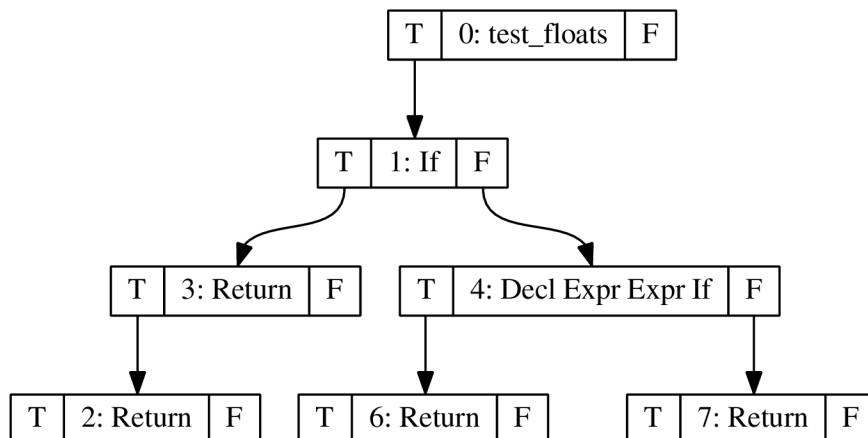 T 0: test_floats F
T 1: If F
T 3: Return F T 4: Decl Expr Expr If F
T 2: Return F T 6: Return F T 7: Return F